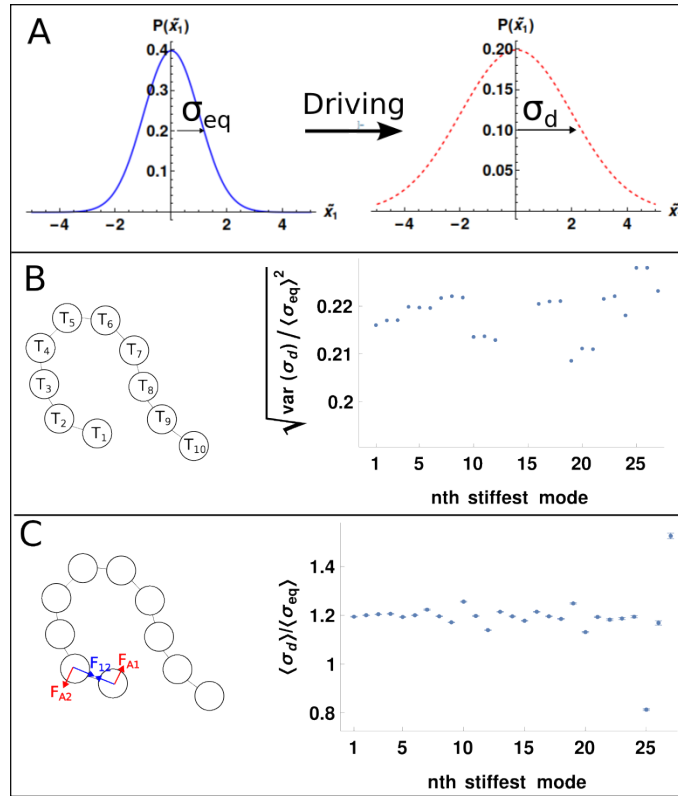 A
P(x̃₁)
0.4
0.3
0.2
0.1
σeq
-4 -2 2 4
x̃₁
Driving
P(x̃₁)
0.20
0.15
0.10
0.05
σd
-4 -2 2 4
B
T₁
T₂
T₃
T₄
T₅
T₆
T₇
T₈
T₉
T₁₀
√ var (σd) / ⟨σeq⟩²
0.22
0.21
0.2
1 5 10 15 20 25
nth stiffest mode
C
F₁₂
FA1
FA2
⟨σd⟩/⟨σeq⟩
1.4
1.2
1
0.8
1 5 10 15 20 25
nth stiffest mode